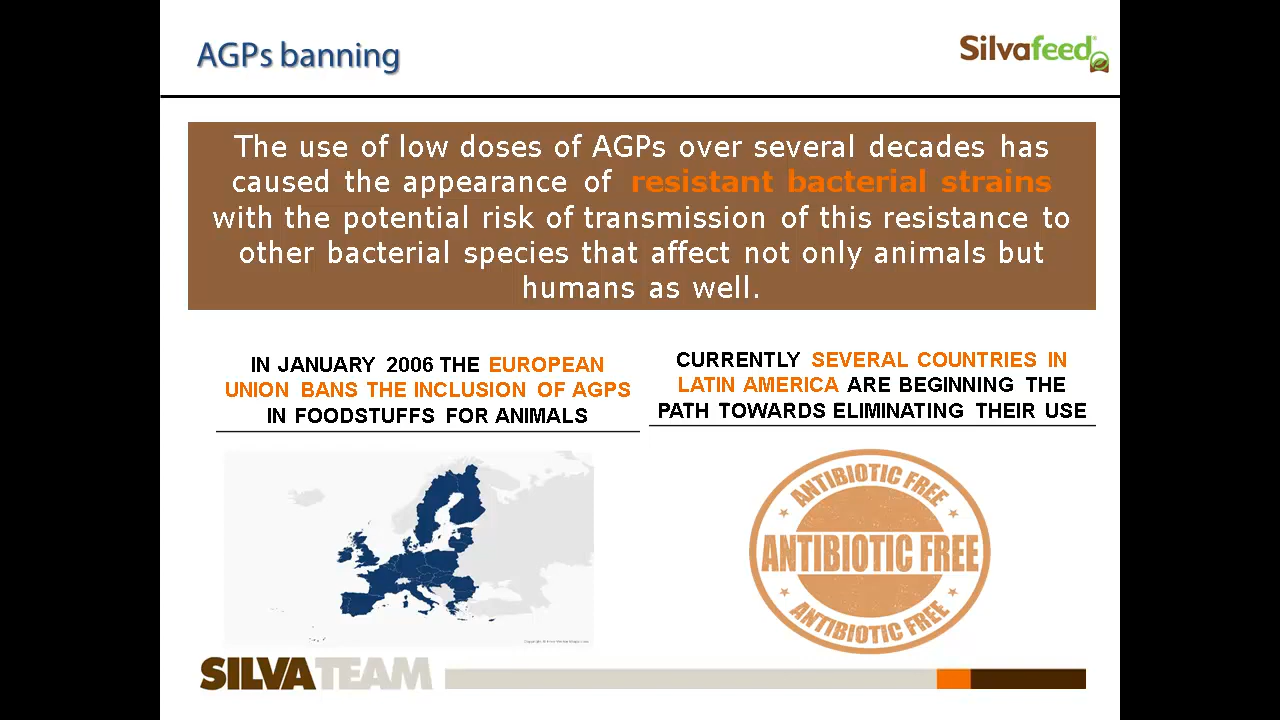 AGPs banning
Silvafeed®
The use of low doses of AGPs over several decades has
caused the appearance of resistant bacterial strains
with the potential risk of transmission of this resistance to
other bacterial species that affect not only animals but
humans as well.
IN JANUARY 2006 THE EUROPEAN
UNION BANS THE INCLUSION OF AGPS
IN FOODSTUFFS FOR ANIMALS
CURRENTLY SEVERAL COUNTRIES IN
LATIN AMERICA ARE BEGINNING THE
PATH TOWARDS ELIMINATING THEIR USE
ANTIBIOTIC FREE
ANTIBIOTIC FREE
ANTIBIOTIC FREE
SILVATEAM